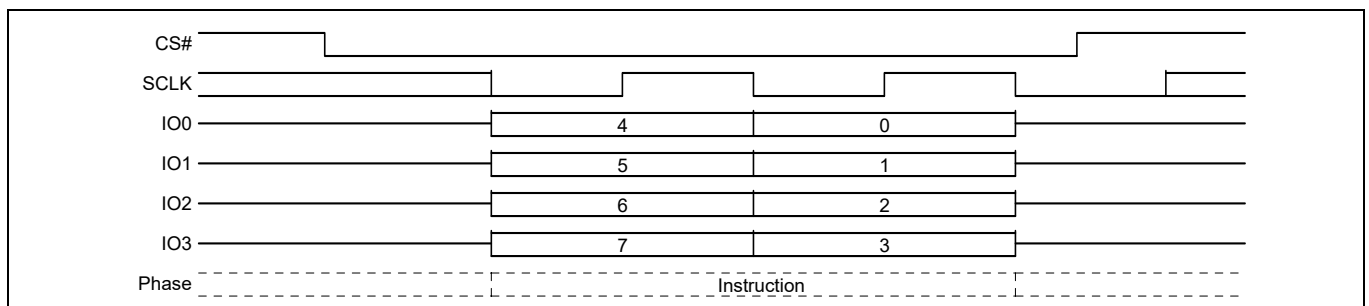 CS#
SCLK
IO0 4 0
IO1 5 1
IO2 6 2
IO3 7 3
Phase Instruction